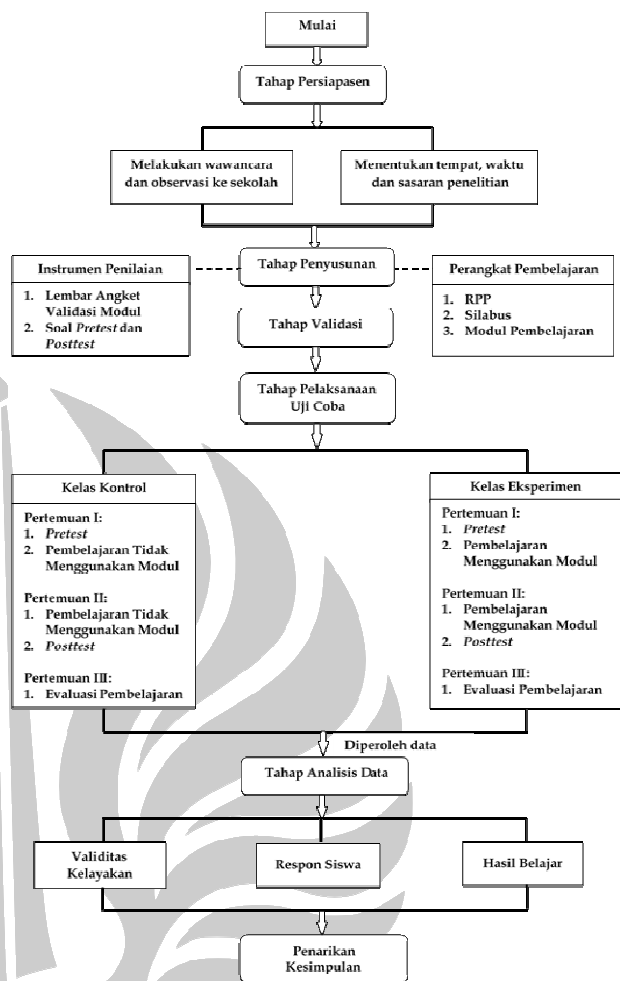 Mulai
Tahap Persiapasen
Melakukan wawancara
dan observasi ke sekolah
Menentukan tempat, waktu
dan sasaran penelitian
Instrumen Penilaian
1. Lembar Angket
Validasi Modul
2. Soal Pretest dan
Posttest
Tahap Penyusunan
Perangkat Pembelajaran
1. RPP
2. Silabus
3. Modul Pembelajaran
Tahap Validasi
Tahap Pelaksanaan
Uji Coba
Kelas Kontrol
Pertemuan I:
1. Pretest
2. Pembelajaran Tidak
Menggunakan Modul
Pertemuan II:
1. Pembelajaran Tidak
Menggunakan Modul
2. Posttest
Pertemuan III:
1. Evaluasi Pembelajaran
Kelas Eksperimen
Pertemuan I:
1. Pretest
2. Pembelajaran
Menggunakan Modul
Pertemuan II:
1. Pembelajaran
Menggunakan Modul
2. Posttest
Pertemuan III:
1. Evaluasi Pembelajaran
Diperoleh data
Tahap Analisis Data
Validitas
Kelayakan
Respon Siswa
Hasil Belajar
Penarikan
Kesimpulan